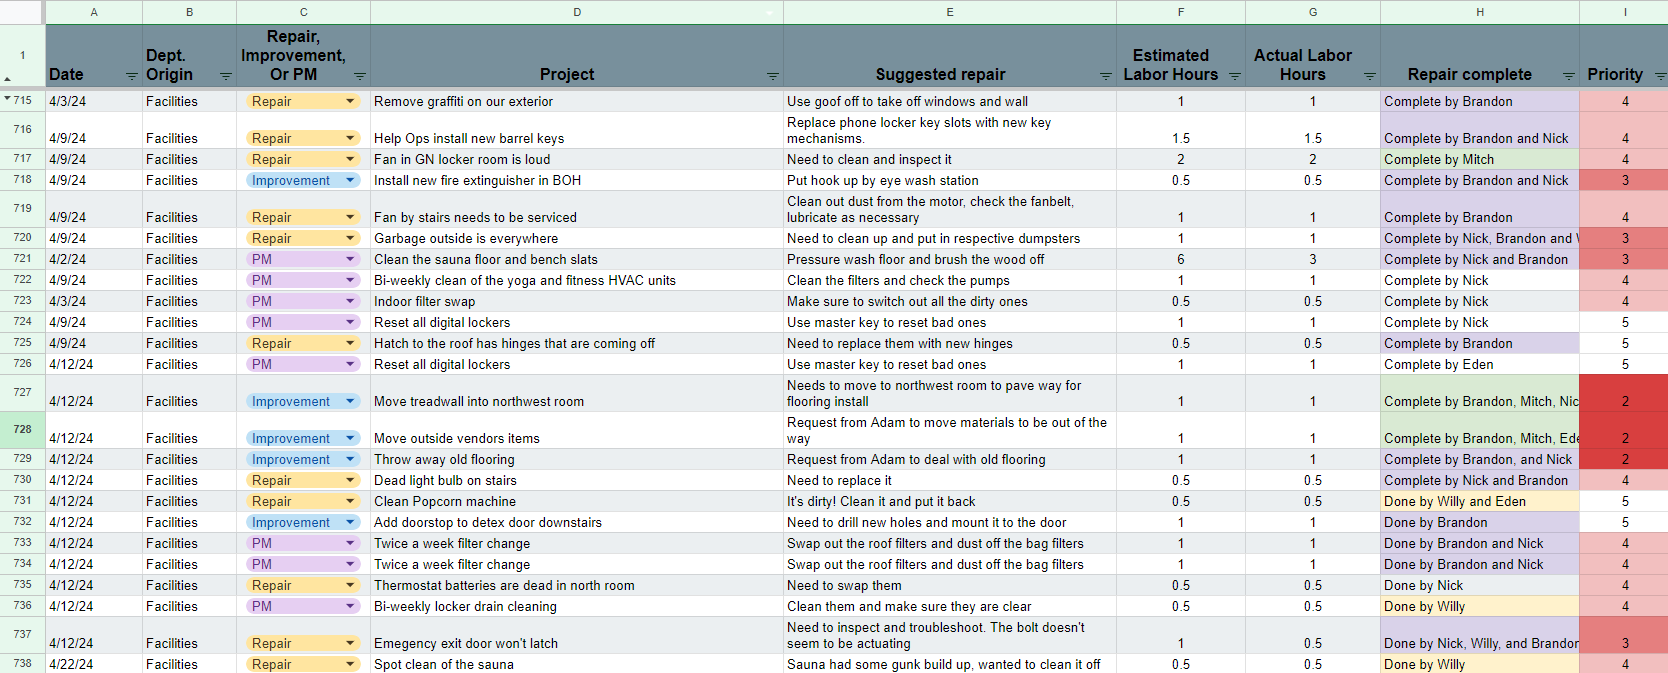 A B C D E F G H I
1 Date Dept. Origin Repair, Improvement, Or PM Project Suggested repair Estimated Labor Hours Actual Labor Hours Repair complete Priority
715 4/3/24 Facilities Repair Remove graffiti on our exterior Use goof off to take off windows and wall 1 1 Complete by Brandon 4
716 4/9/24 Facilities Repair Help Ops install new barrel keys Replace phone locker key slots with new key mechanisms. 1.5 1.5 Complete by Brandon and Nick 4
717 4/9/24 Facilities Repair Fan in GN locker room is loud Need to clean and inspect it 2 2 Complete by Mitch 4
718 4/9/24 Facilities Improvement Install new fire extinguisher in BOH Put hook up by eye wash station 0.5 0.5 Complete by Brandon and Nick 3
719 4/9/24 Facilities Repair Fan by stairs needs to be serviced Clean out dust from the motor, check the fanbelt, lubricate as necessary 1 1 Complete by Brandon 4
720 4/9/24 Facilities Repair Garbage outside is everywhere Need to clean up and put in respective dumpsters 1 1 Complete by Nick, Brandon and 3
721 4/2/24 Facilities PM Clean the sauna floor and bench slats Pressure wash floor and brush the wood off 6 3 Complete by Nick and Brandon 3
722 4/9/24 Facilities PM Bi-weekly clean of the yoga and fitness HVAC units Clean the filters and check the pumps 1 1 Complete by Nick 4
723 4/3/24 Facilities PM Indoor filter swap Make sure to switch out all the dirty ones 0.5 0.5 Complete by Nick 4
724 4/9/24 Facilities PM Reset all digital lockers Use master key to reset bad ones 1 1 Complete by Nick 5
725 4/9/24 Facilities Repair Hatch to the roof has hinges that are coming off Need to replace them with new hinges 0.5 0.5 Complete by Brandon 5
726 4/12/24 Facilities PM Reset all digital lockers Use master key to reset bad ones 1 1 Complete by Eden 5
727 4/12/24 Facilities Improvement Move treadwall into northwest room Needs to move to northwest room to pave way for flooring install 1 1 Complete by Brandon, Mitch, Nic 2
728 4/12/24 Facilities Improvement Move outside vendors items Request from Adam to move materials to be out of the way 1 1 Complete by Brandon, Mitch, Ede 2
729 4/12/24 Facilities Improvement Throw away old flooring Request from Adam to deal with old flooring 1 1 Complete by Brandon, and Nick 2
730 4/12/24 Facilities Repair Dead light bulb on stairs Need to replace it 0.5 0.5 Complete by Nick and Brandon 4
731 4/12/24 Facilities Repair Clean Popcorn machine It's dirty! Clean it and put it back 0.5 0.5 Done by Willy and Eden 5
732 4/12/24 Facilities Improvement Add doorstop to detex door downstairs Need to drill new holes and mount it to the door 1 1 Done by Brandon 5
733 4/12/24 Facilities PM Twice a week filter change Swap out the roof filters and dust off the bag filters 1 1 Done by Brandon and Nick 4
734 4/12/24 Facilities PM Twice a week filter change Swap out the roof filters and dust off the bag filters 1 1 Done by Brandon and Nick 4
735 4/12/24 Facilities Repair Thermostat batteries are dead in north room Need to swap them 0.5 0.5 Done by Nick 4
736 4/12/24 Facilities PM Bi-weekly locker drain cleaning Clean them and make sure they are clear 0.5 0.5 Done by Willy 4
737 4/12/24 Facilities Repair Emegency exit door won't latch Need to inspect and troubleshoot. The bolt doesn't seem to be actuating 1 0.5 Done by Nick, Willy, and Brandon 3
738 4/22/24 Facilities Repair Spot clean of the sauna Sauna had some gunk build up, wanted to clean it off 0.5 0.5 Done by Willy 4